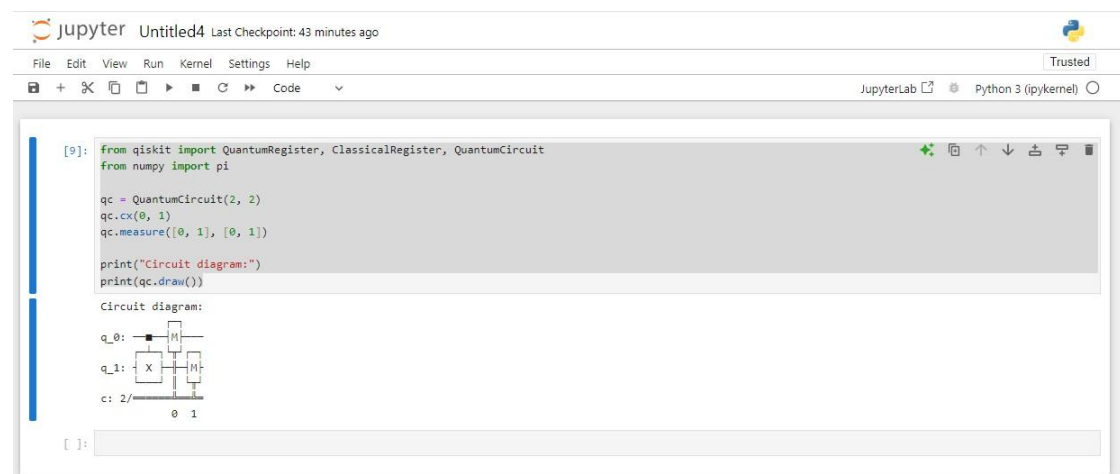 jupyter Untitled4 Last Checkpoint: 43 minutes ago
File Edit View Run Kernel Settings Help
Trusted
Code
JupyterLab
Python 3 (ipykernel)
[9]:
from qiskit import QuantumRegister, ClassicalRegister, QuantumCircuit
from numpy import pi
qc = QuantumCircuit(2, 2)
qc.cx(0, 1)
qc.measure([0, 1], [0, 1])
print("Circuit diagram:")
print(qc.draw())
Circuit diagram:
q_0: M
q_1: X M
c: 2/
0 1
[ ]: